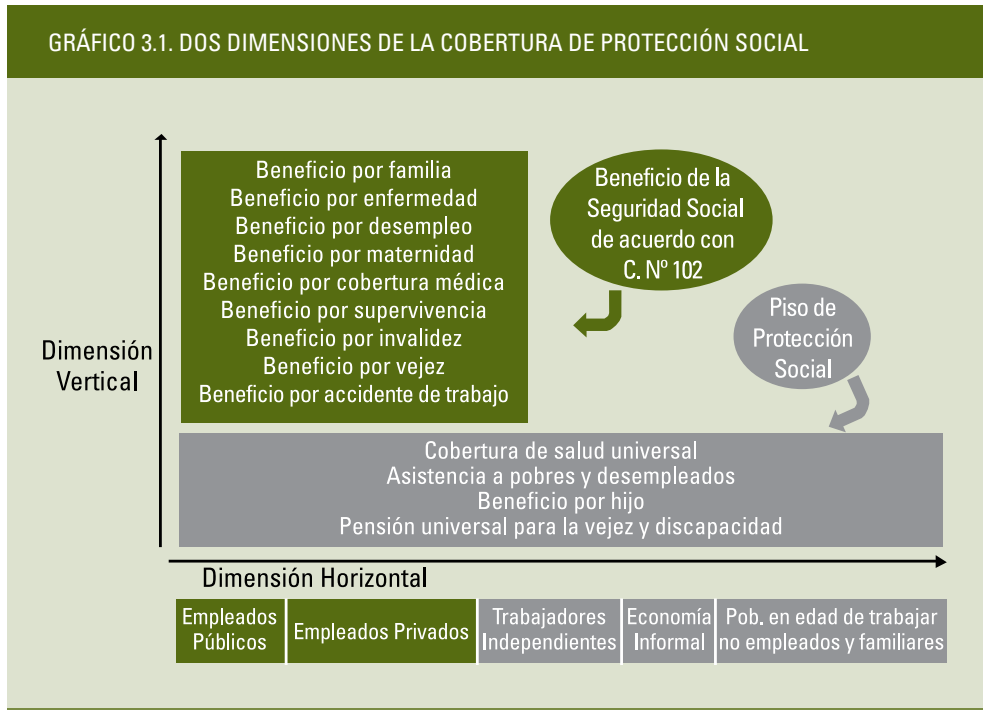 GRÁFICO 3.1. DOS DIMENSIONES DE LA COBERTURA DE PROTECCIÓN SOCIAL
Dimensión
Vertical
Beneficio por familia
Beneficio por enfermedad
Beneficio por desempleo
Beneficio por maternidad
Beneficio por cobertura médica
Beneficio por supervivencia
Beneficio por invalidez
Beneficio por vejez
Beneficio por accidente de trabajo
Beneficio de la
Seguridad Social
de acuerdo con
C. Nº 102
Piso de
Protección
Social
Cobertura de salud universal
Asistencia a pobres y desempleados
Beneficio por hijo
Pensión universal para la vejez y discapacidad
Dimensión Horizontal
Empleados
Públicos
Empleados Privados
Trabajadores
Independientes
Economía
Informal
Pob. en edad de trabajar
no empleados y familiares